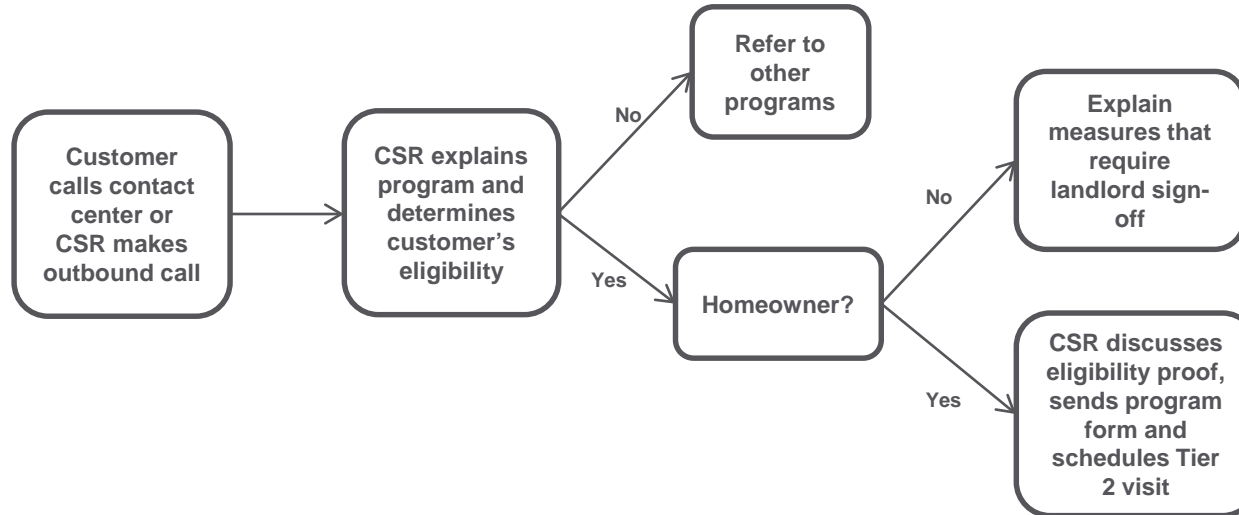 Customer
calls contact
center or
CSR makes
outbound call
CSR explains
program and
determines
customer’s
eligibility
No
Refer to
other
programs
Yes
Homeowner?
No
Explain
measures that
require
landlord sign-
off
Yes
CSR discusses
eligibility proof,
sends program
form and
schedules Tier
2 visit